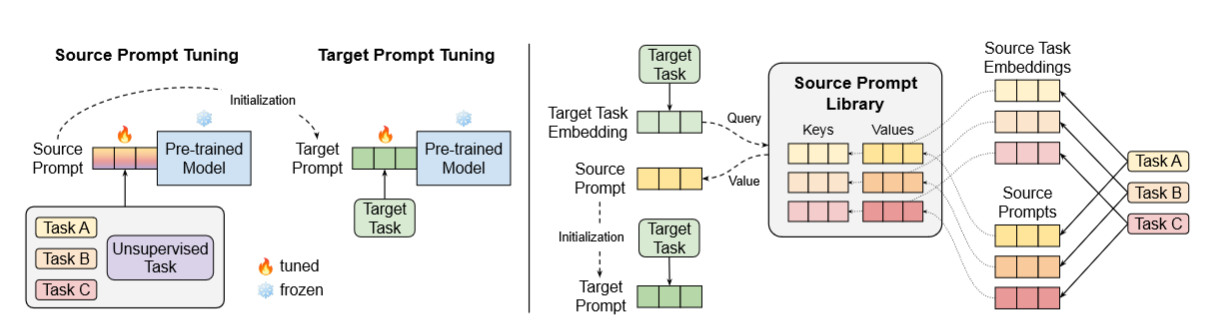 Source Prompt Tuning
Target Prompt Tuning
Initialization
Source
Prompt
Pre-trained
Model
Target
Prompt
Pre-trained
Model
Target
Task
Task A
Task B
Task C
Unsupervised
Task
tuned
frozen
Target
Task
Target Task
Embedding
Query
Source
Prompt
Value
Initialization
Target
Task
Target
Prompt
Source Prompt
Library
Keys
Values
Source Task
Embeddings
Source
Prompts
Task A
Task B
Task C